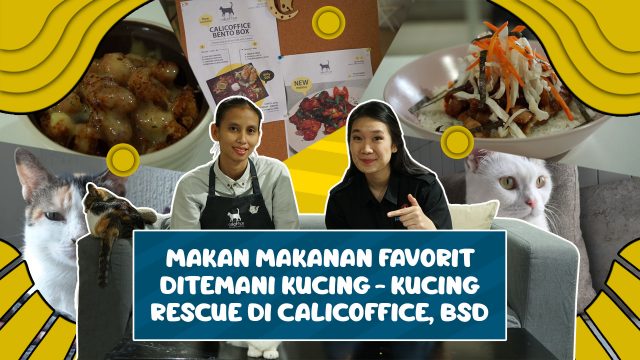 CALICOFFICE
BENTO BOX
NEW
MAKAN MAKANAN FAVORIT
DITEMANI KUCING - KUCING
RESCUE DI CALICOFFICE, BSD